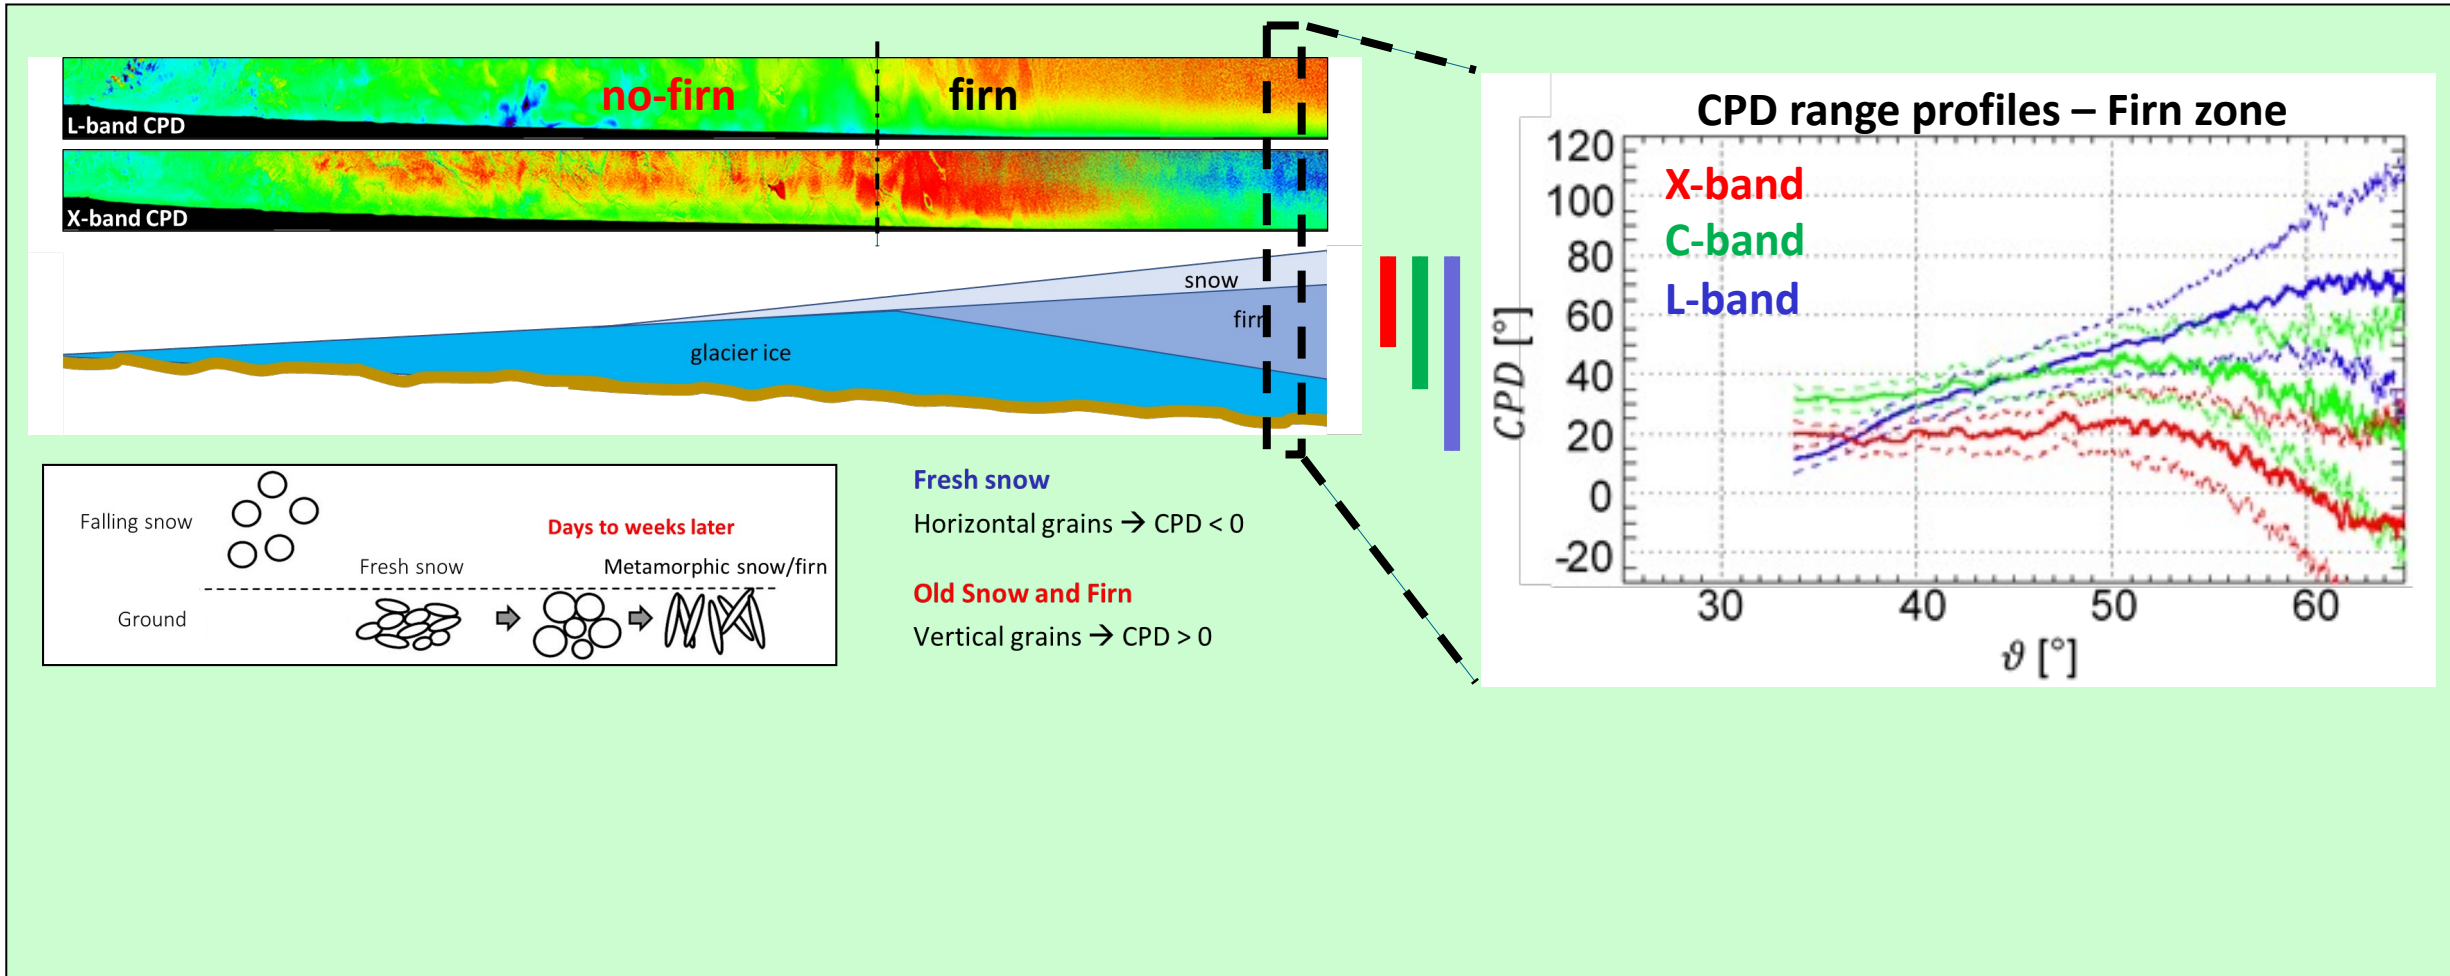 no-firn
firn
L-band CPD
X-band CPD
snow
firn
glacier ice
Falling snow
Days to weeks later
Fresh snow
Metamorphic snow/firn
Ground
Fresh snow
Horizontal grains → CPD < 0
Old Snow and Firn
Vertical grains → CPD > 0
CPD range profiles – Firn zone
X-band
C-band
L-band
CPD [°]
120
100
80
60
40
20
0
-20
30 40 50 60
ϑ [°]